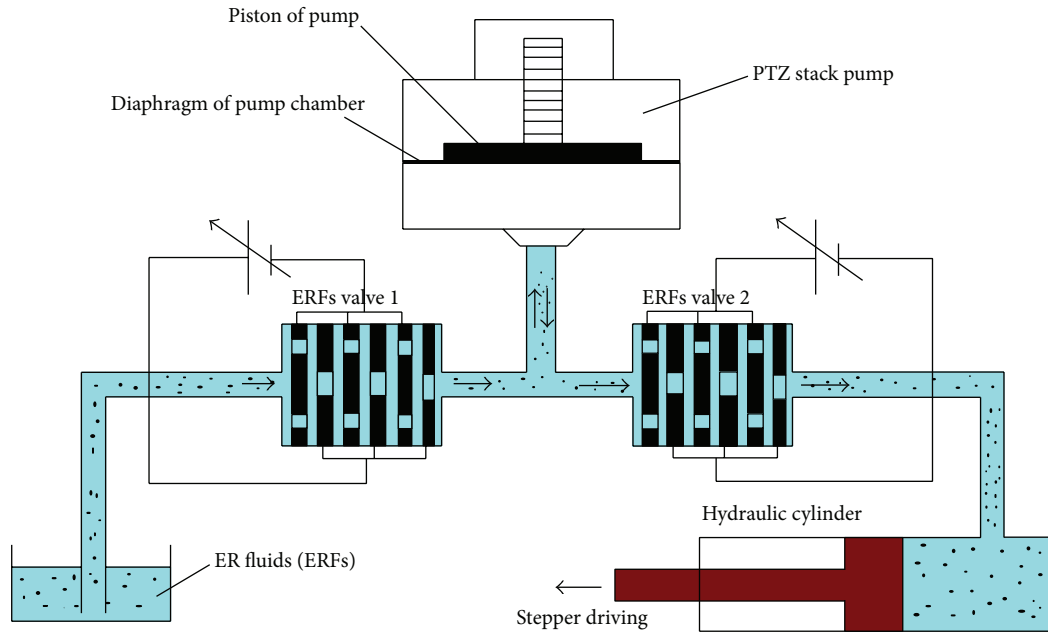 Piston of pump
PTZ stack pump
Diaphragm of pump chamber
ERFs valve 1
ERFs valve 2
Hydraulic cylinder
ER fluids (ERFs)
Stepper driving